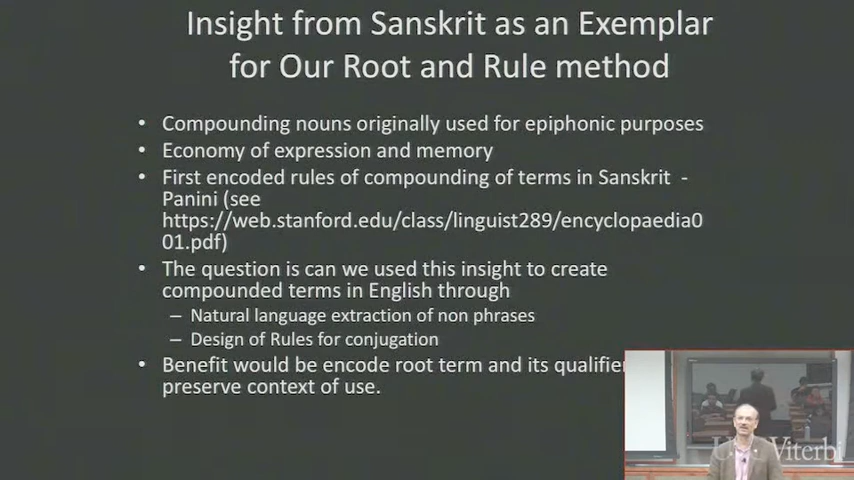 Insight from Sanskrit as an Exemplar
for Our Root and Rule method
• Compounding nouns originally used for epiphonic purposes
• Economy of expression and memory
• First encoded rules of compounding of terms in Sanskrit -
Panini (see
https://web.stanford.edu/class/linguist289/encyclopaedia0
01.pdf)
• The question is can we used this insight to create
compounded terms in English through
– Natural language extraction of non phrases
– Design of Rules for conjugation
• Benefit would be encode root term and its qualifier
preserve context of use.
Viterbi